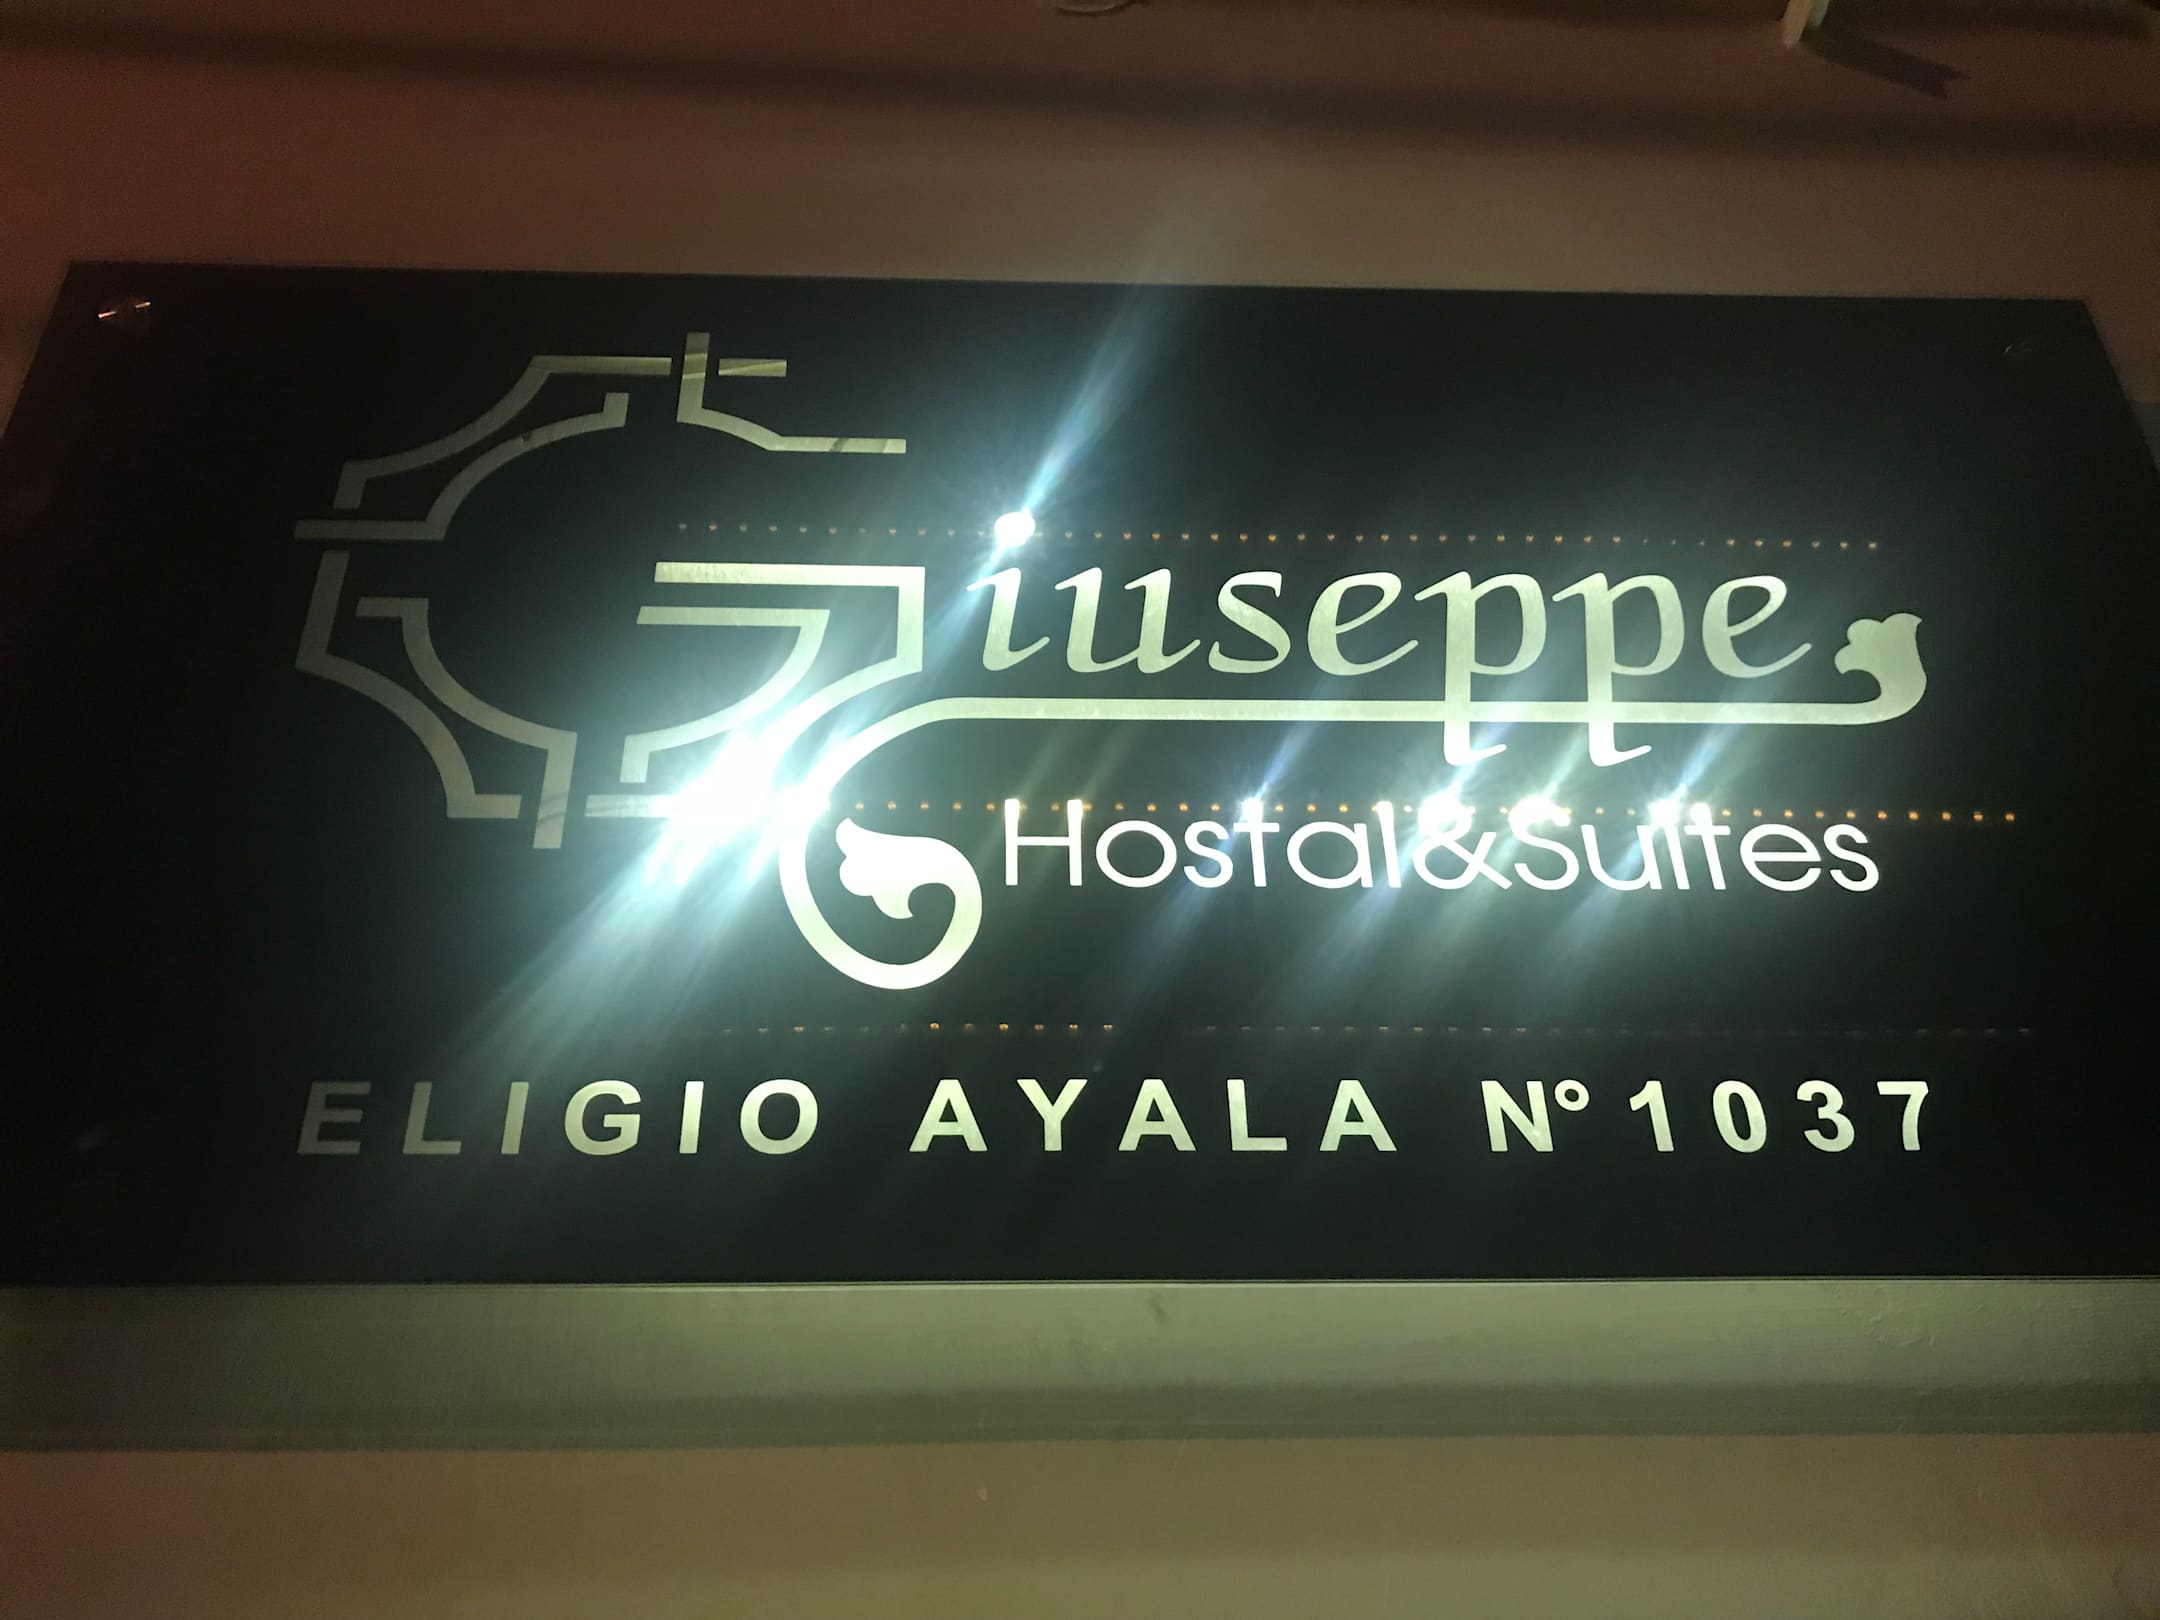 Giuseppe
Hostal&Suites
ELIGIO AYALA N°1037